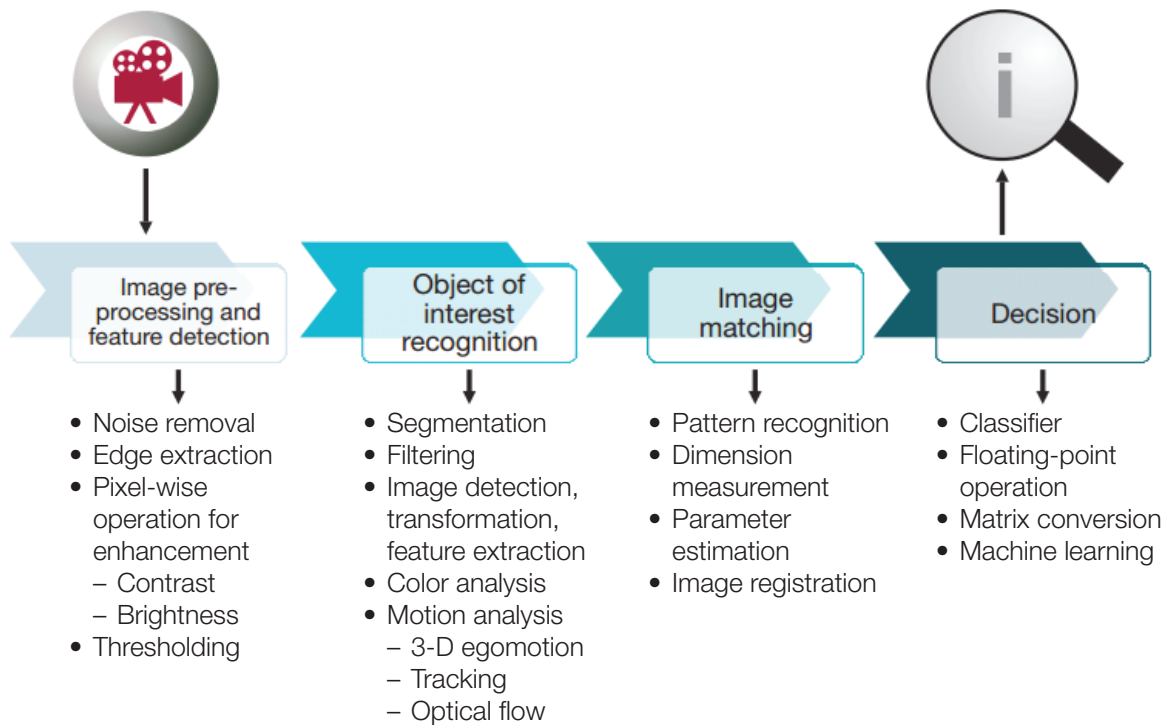 i
Image pre-
processing and
feature detection
• Noise removal
• Edge extraction
• Pixel-wise
operation for
enhancement
– Contrast
– Brightness
• Thresholding
Object of
interest
recognition
• Segmentation
• Filtering
• Image detection,
transformation,
feature extraction
• Color analysis
• Motion analysis
– 3-D egomotion
– Tracking
– Optical flow
Image
matching
• Pattern recognition
• Dimension
measurement
• Parameter
estimation
• Image registration
Decision
• Classifier
• Floating-point
operation
• Matrix conversion
• Machine learning